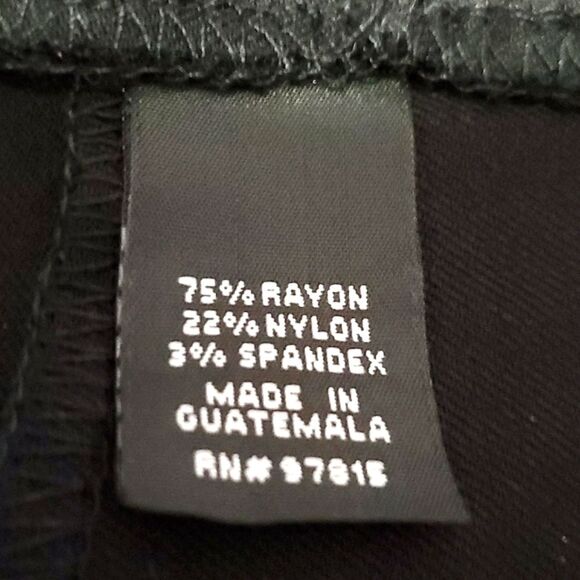 75% RAYON
22% NYLON
3% SPANDEX
MADE IN
GUATEMALA
RN# 97815